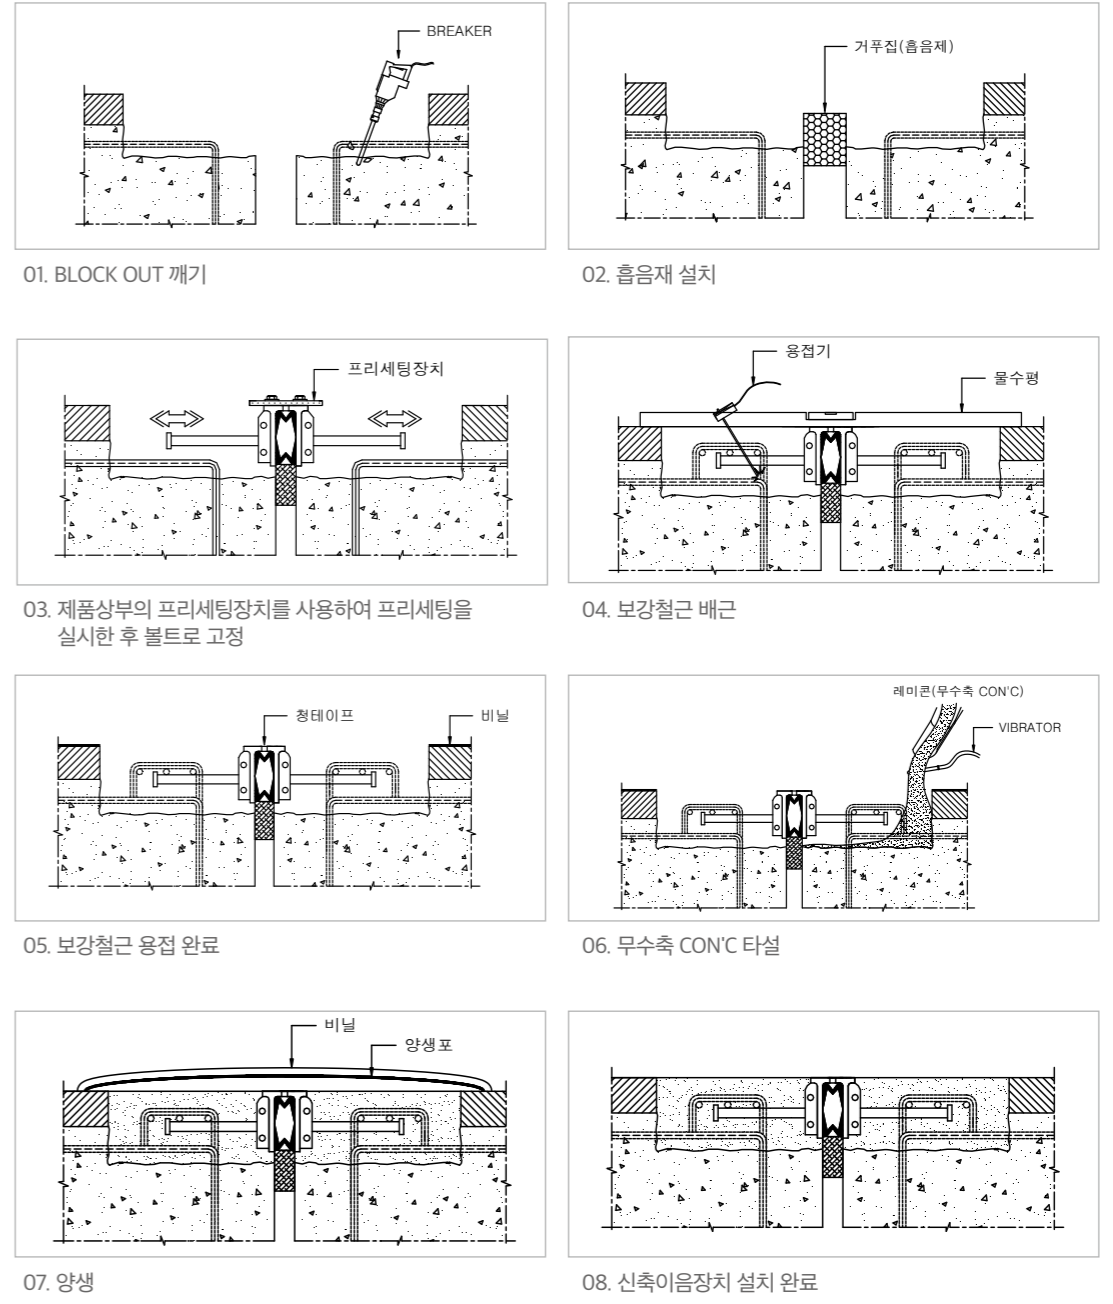 BREAKER
01. BLOCK OUT 깨기
거푸집(흡음제)
02. 흡음재 설치
프리세팅장치
03. 제품상부의 프리세팅장치를 사용하여 프리세팅을
실시한 후 볼트로 고정
용접기
물수평
04. 보강철근 배근
청테이프
비닐
05. 보강철근 용접 완료
레미콘(무수축 CON'C)
VIBRATOR
06. 무수축 CON'C 타설
비닐
양생포
07. 양생
08. 신축이음장치 설치 완료